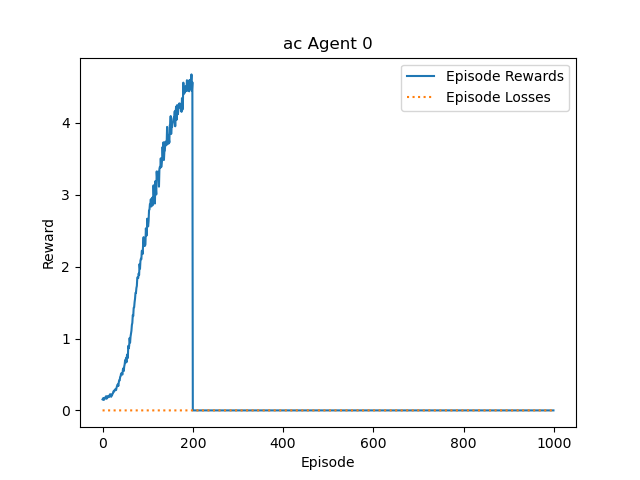 ac Agent 0
Episode Rewards
Episode Losses
Reward
4
3
2
1
0
0 200 400 600 800 1000
Episode